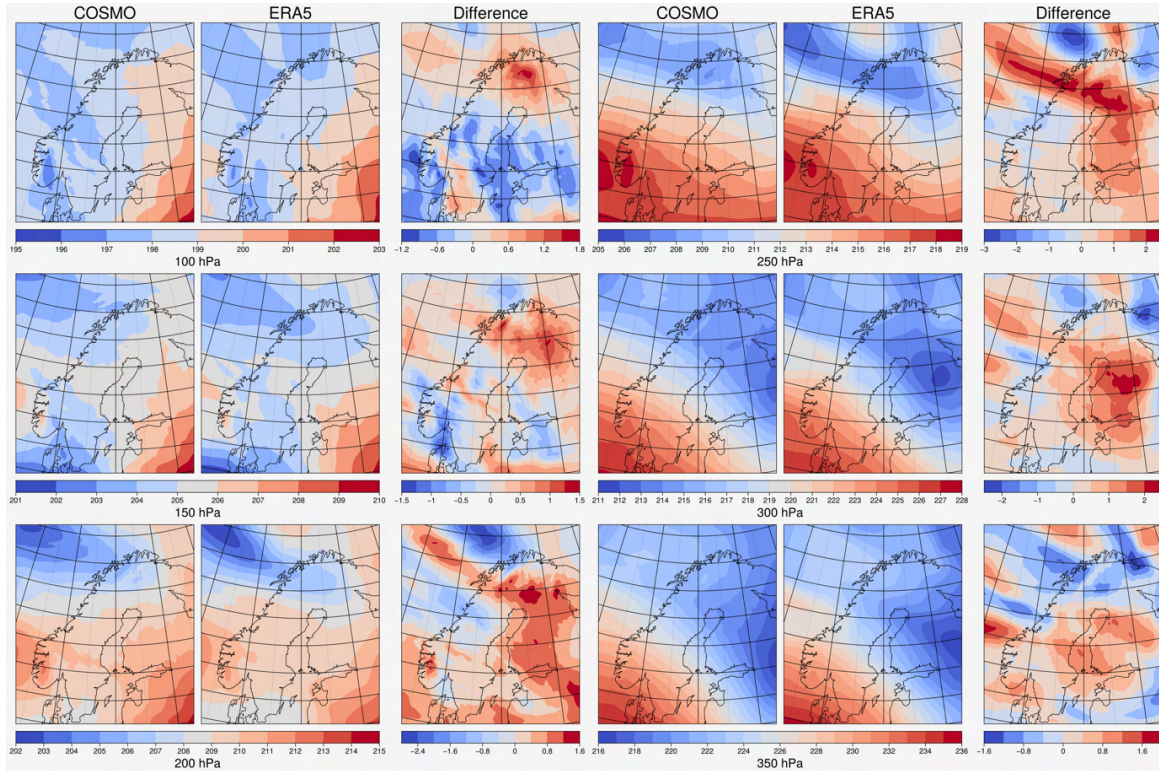 COSMO ERA5 Difference COSMO ERA5 Difference
195 196 197 198 199 200 201 202 203 -1.2 -0.6 0 0.6 1.2 1.8 205 206 207 208 210 211 212 213 214 215 216 217 218 219 -3 -2 -1 0 1 2
100 hPa 250 hPa
201 202 203 204 205 206 207 208 209 210 -1.5 -1 -0.5 0 0.5 1 1.5 211 212 213 214 215 216 217 218 219 220 222 223 224 225 226 227 228 -2 -1 0 1 2
150 hPa 300 hPa
202 203 204 205 206 207 208 209 210 211 212 213 214 215 -2.4 -1.6 -0.8 0 0.8 1.6 216 218 220 222 224 226 228 230 232 234 236 -1.6 -0.8 0 0.8 1.6
200 hPa 350 hPa